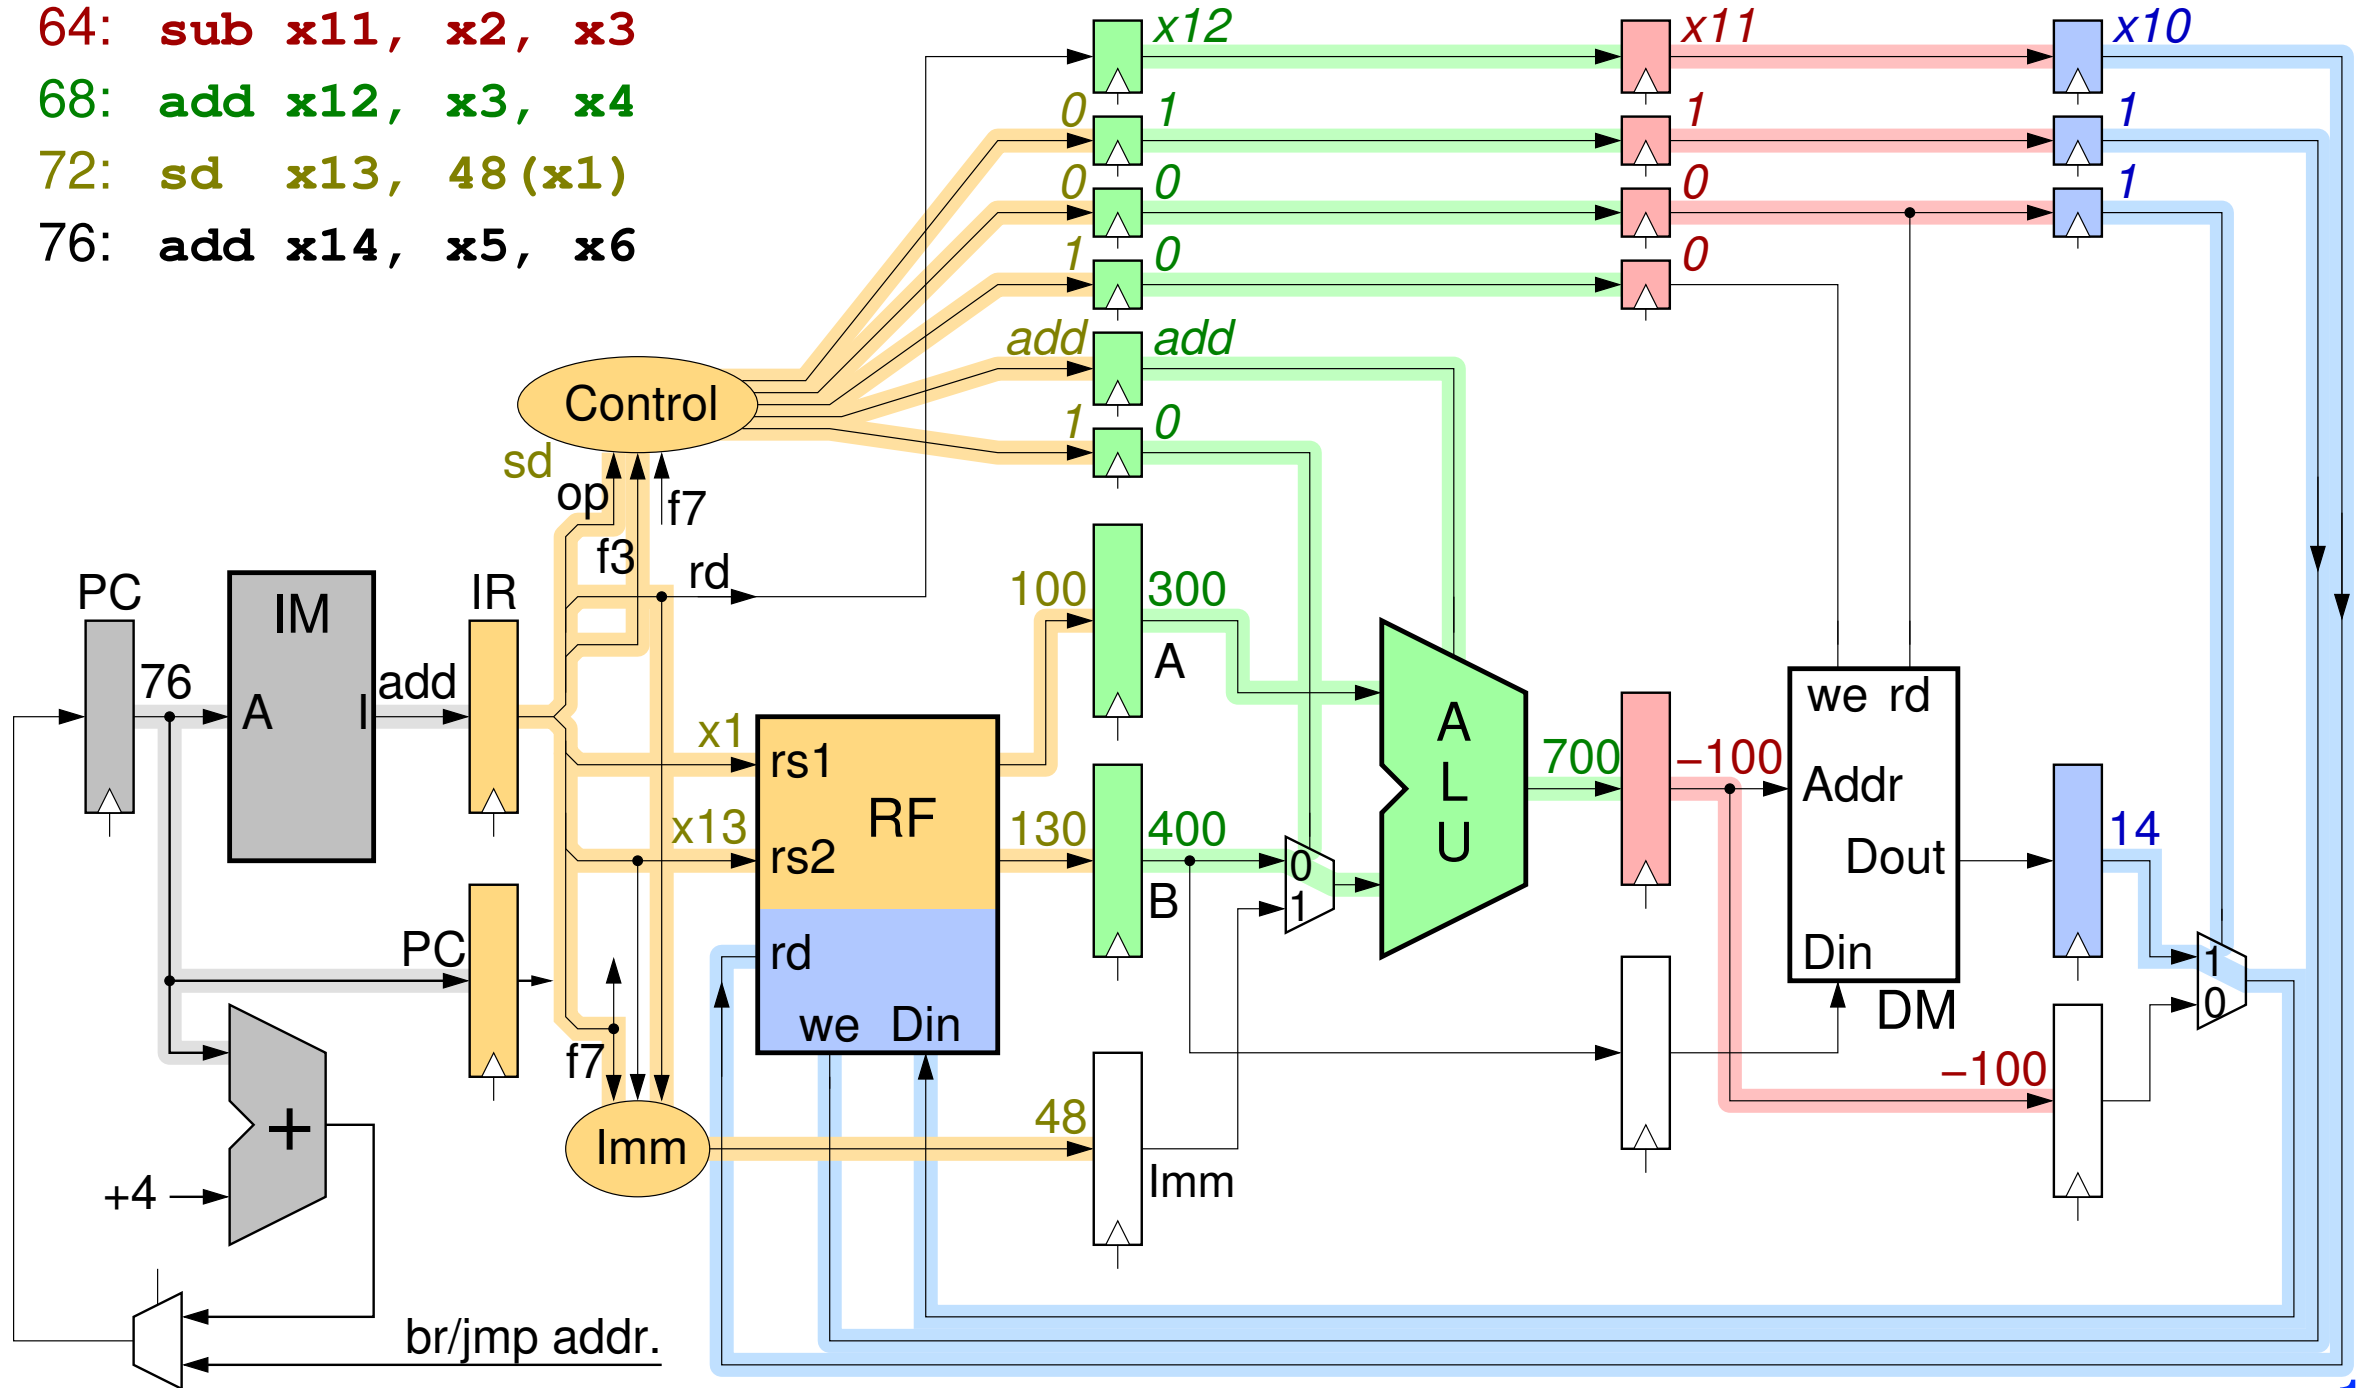 64: sub x11, x2, x3
68: add x12, x3, x4
72: sd x13, 48(x1)
76: add x14, x5, x6
x12
x11
x10
0 1
1
1
0 0
0
1
1 0
0
add add
1 0
Control
sd
op
f7
f3
rd
PC
IM
IR
76
A I
add
PC
+
+4
br/jmp addr.
x1
rs1
RF
x13
rs2
rd
we Din
f7
Imm
100 300
A
130 400
B
48
Imm
0
1
A
L
U
700
–100
we rd
Addr
Dout
Din
DM
14
–100
1
0